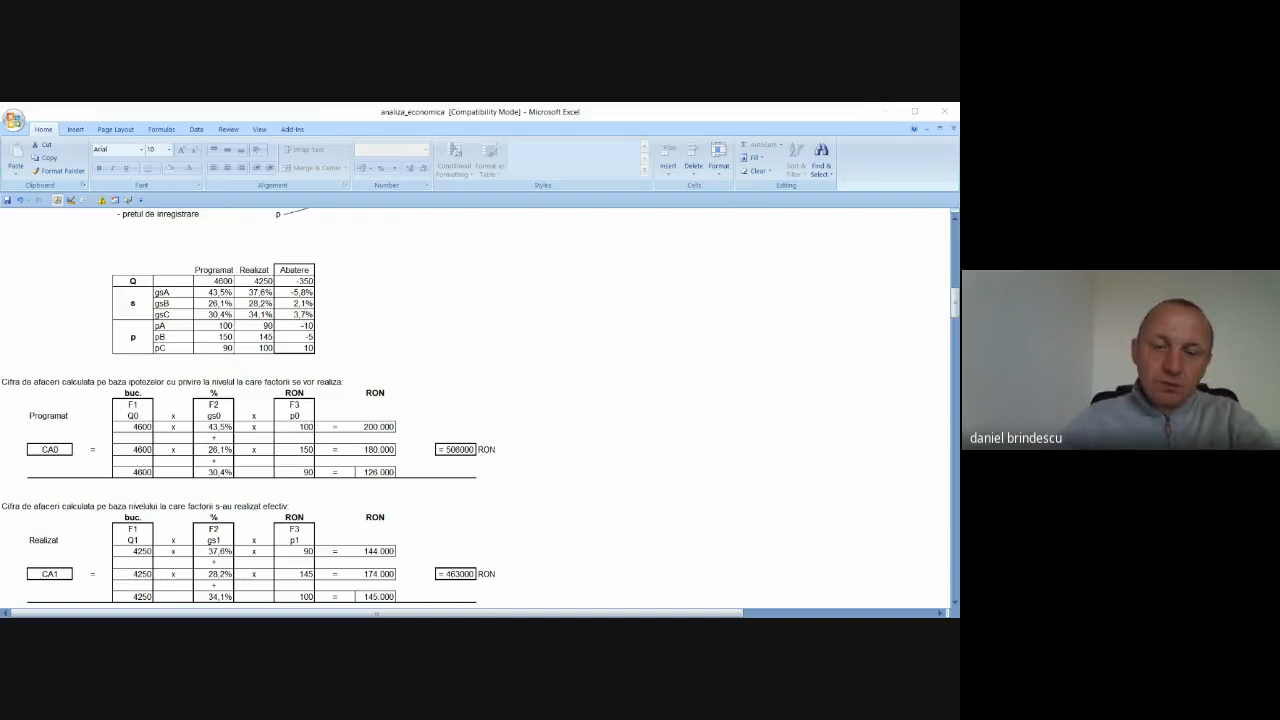 analiza_economica [Compatibility Mode] - Microsoft Excel
Home Insert Page Layout Formulas Data Review View Add-Ins
Paste Cut Arial 10 Wrap Text Conditional Formatting Format as Table Insert Delete Format AutoSum Sort & Filter Find & Select
Copy Fill
Format Painter Merge & Center Clear
Clipboard Font Alignment Number Styles Cells Editing
- pretul de inregistrare p
Programat Realizat Abatere
Q 4600 4250 -350
s gsA 43,5% 37,6% -5,8%
gsB 26,1% 28,2% 2,1%
gsC 30,4% 34,1% 3,7%
p pA 100 90 -10
pB 150 145 -5
pC 90 100 10
Cifra de afaceri calculata pe baza ipotezelor cu privire la nivelul la care factorii se vor realiza:
buc. % RON RON
F1 F2 F3
Programat Q0 x gs0 x p0
4600 x 43,5% x 100 = 200.000
+
CA0 = 4600 x 26,1% x 150 = 180.000 = 506000 RON
+
4600 30,4% 90 = 126.000
Cifra de afaceri calculata pe baza nivelului la care factorii s-au realizat efectiv:
buc. % RON RON
F1 F2 F3
Realizat Q1 x gs1 x p1
4250 x 37,6% x 90 = 144.000
+
CA1 = 4250 x 28,2% x 145 = 174.000 = 463000 RON
+
4250 34,1% 100 = 145.000
daniel brindescu